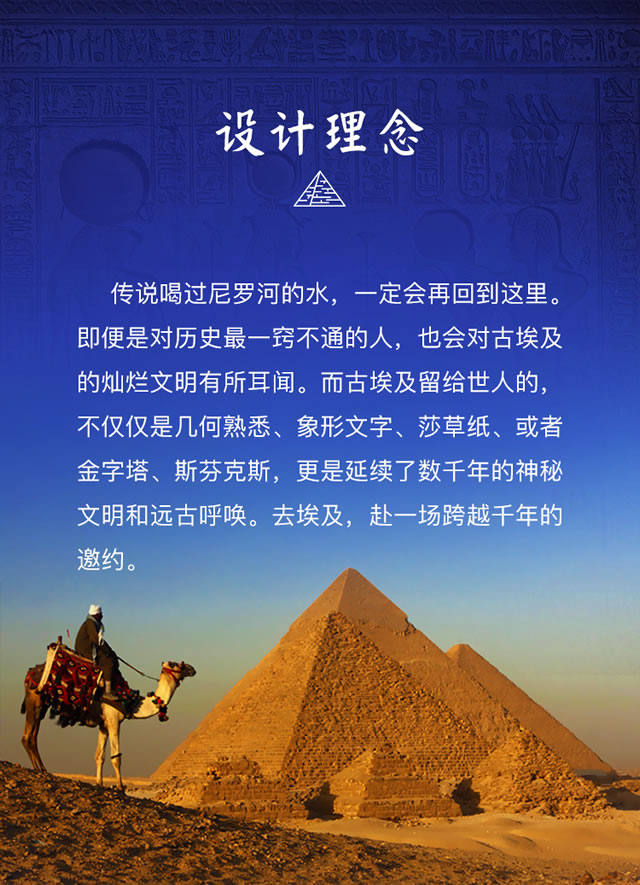 设计理念
传说喝过尼罗河的水，一定会再回到这里。
即便是对历史最一窍不通的人，也会对古埃及
的灿烂文明有所耳闻。而古埃及留给世人的，
不仅仅是几何熟悉、象形文字、莎草纸、或者
金字塔、斯芬克斯，更是延续了数千年的神秘
文明和远古呼唤。去埃及，赴一场跨越千年的
邀约。